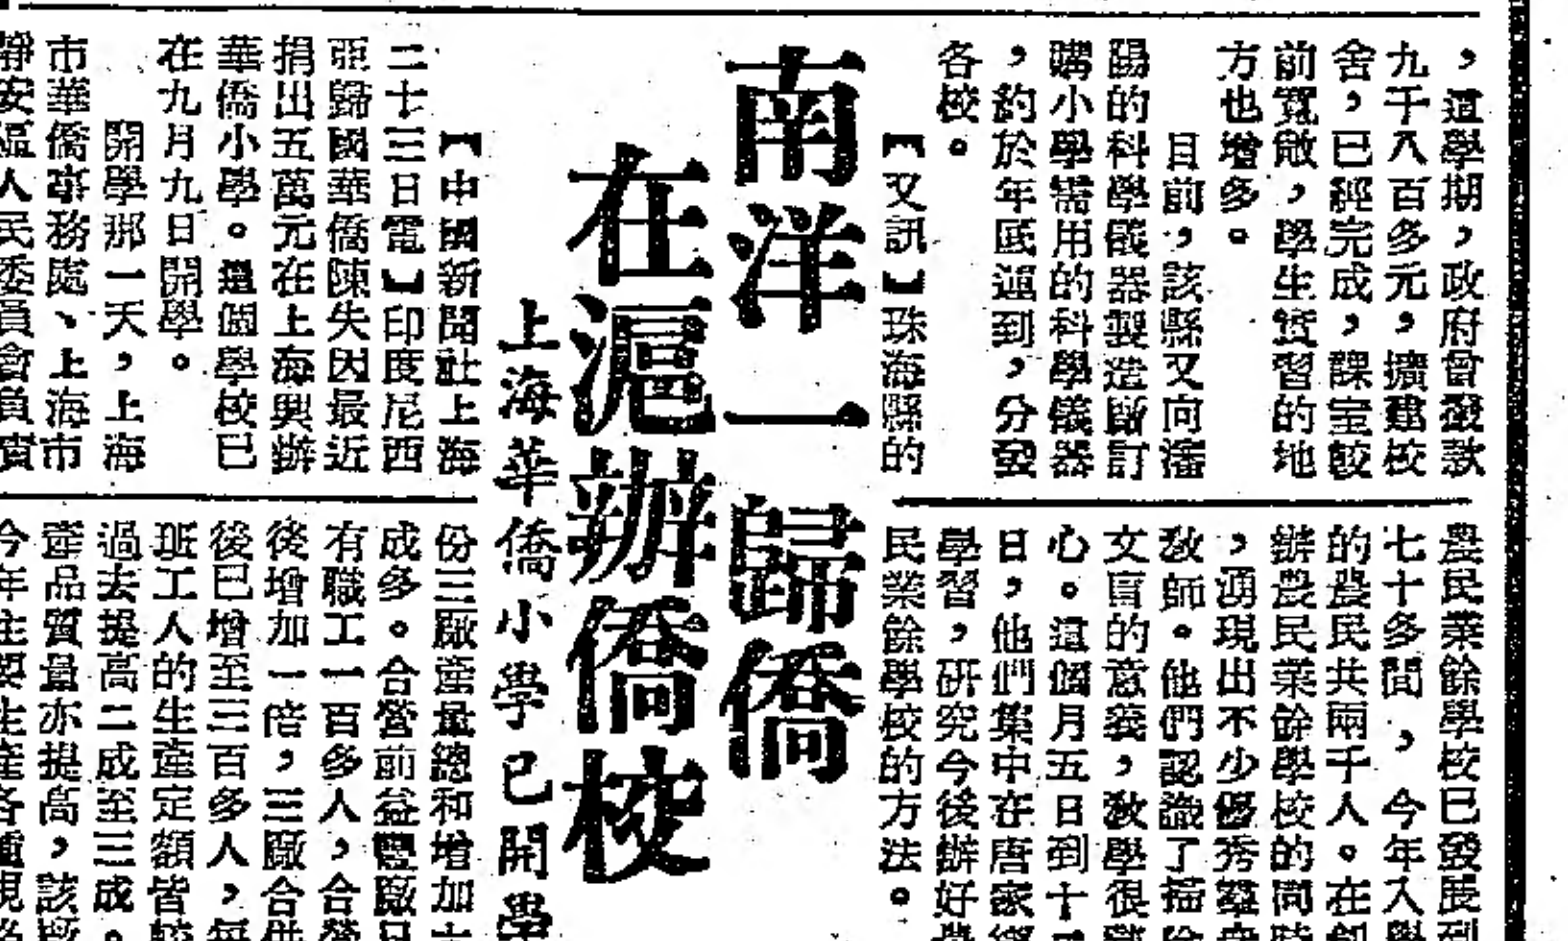 ，這學期，政府曾撥款
九千八百多元，擴建校
舍，已經完成，課室較
前寬敞，學生實習的地
方也增多。
目前，該縣又向瀋
陽的科學儀器製造廠訂
購小學需用的科學儀器
，約於年底運到，分發
各校。
【又訊】珠海縣的
農民業餘學校已發展到
七十多間，今年入學
的農民共兩千人。在創
辦農民業餘學校的同時
，湧現出不少優秀羣
教師。他們認識了掃除
文盲的意義，教學很
心。這個月五日到十
日，他們集中在唐家鄉
學習，研究今後辦好農
民業餘學校的方法。
南洋一歸僑
在滬辦僑校
上海華僑小學已開學
【中國新聞社上海
二十三日電】印度尼西
亞歸國華僑陳失因最近
捐出五萬元在上海興辦
華僑小學。這個學校已
在九月九日開學。
開學那一天，上海
市華僑事務處、上海市
靜安區人民委員會負責
份三廠產量總和增加
成多。合營前益豐廠只
有職工一百多人，合營
後增加一倍，三廠合併
後已增至三百多人，每
班工人的生產定額皆較
過去提高二成至三成。
產品質量亦提高，該廠
今年主要生產各種規格